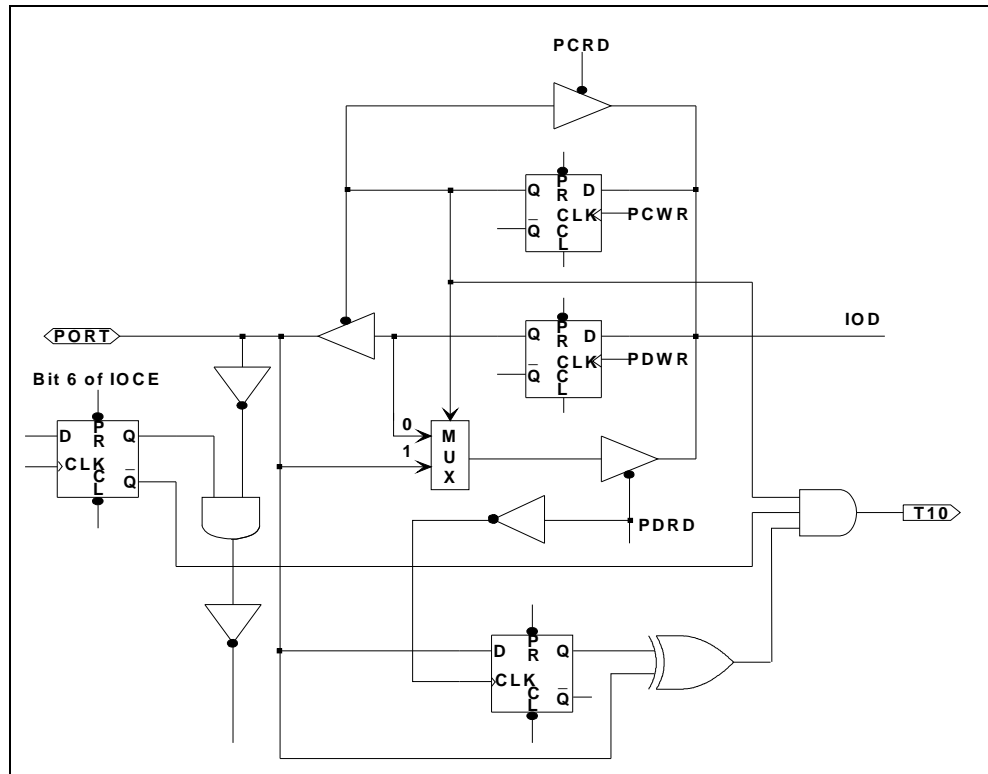 PCRD
Q PR D
CLK PCWR
Q CL
PORT
IOD
Q PR D
CLK PDWR
Q CL
Bit 6 of IOCE
D PR Q
CLK
CL Q
0
1
MUX
PDRD
T10
D PR Q
CLK
CL Q